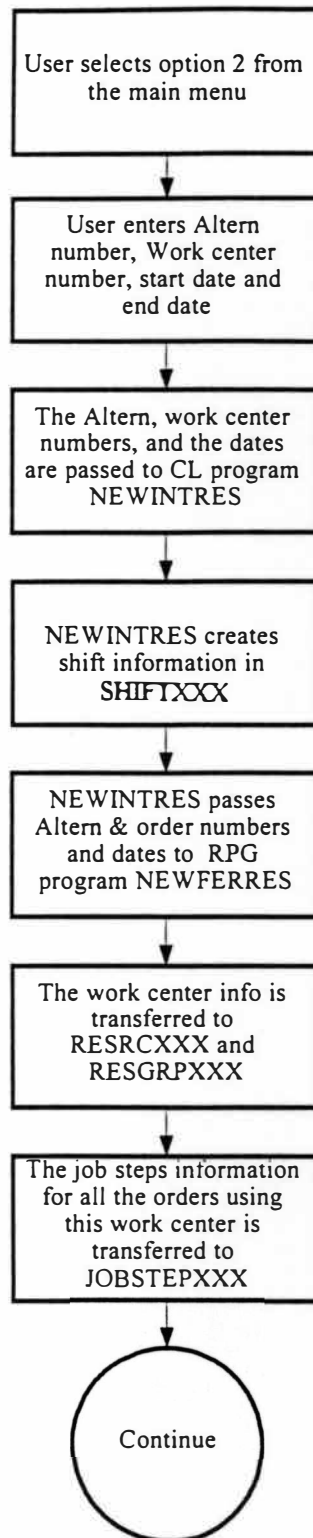 User selects option 2 from
the main menu
User enters Altern
number, Work center
number, start date and
end date
The Altern, work center
numbers, and the dates
are passed to CL program
NEWINTRES
NEWINTRES creates
shift information in
SHIFTXXX
NEWINTRES passes
Altern & order numbers
and dates to RPG
program NEWFERRES
The work center info is
transferred to
RESRCXXX and
RESGRPXXX
The job steps information
for all the orders using
this work center is
transferred to
JOBSTEPXXX
Continue